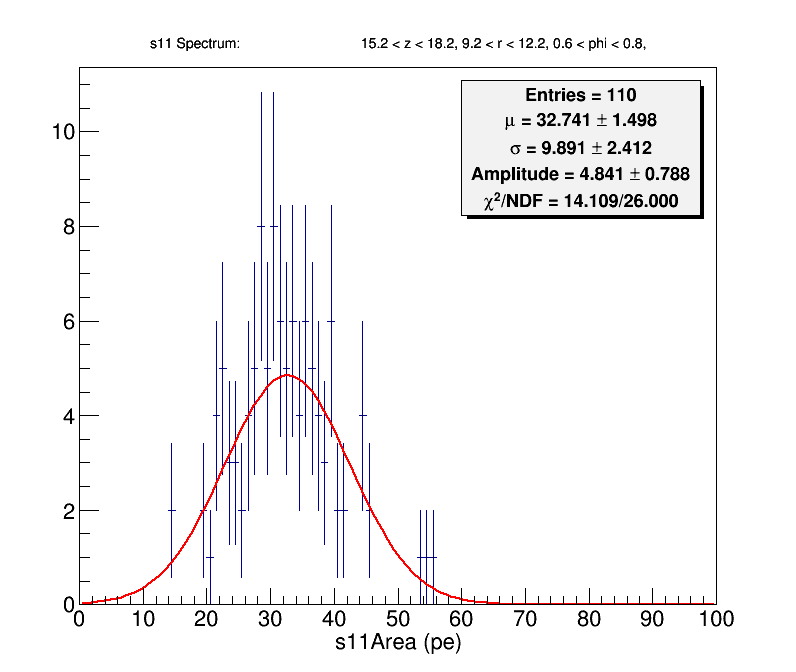 s11 Spectrum: 15.2 < z < 18.2, 9.2 < r < 12.2, 0.6 < phi < 0.8,
Entries = 110
μ = 32.741 ± 1.498
σ = 9.891 ± 2.412
Amplitude = 4.841 ± 0.788
χ²/NDF = 14.109/26.000
10
8
6
4
2
0
0 10 20 30 40 50 60 70 80 90 100
s11Area (pe)